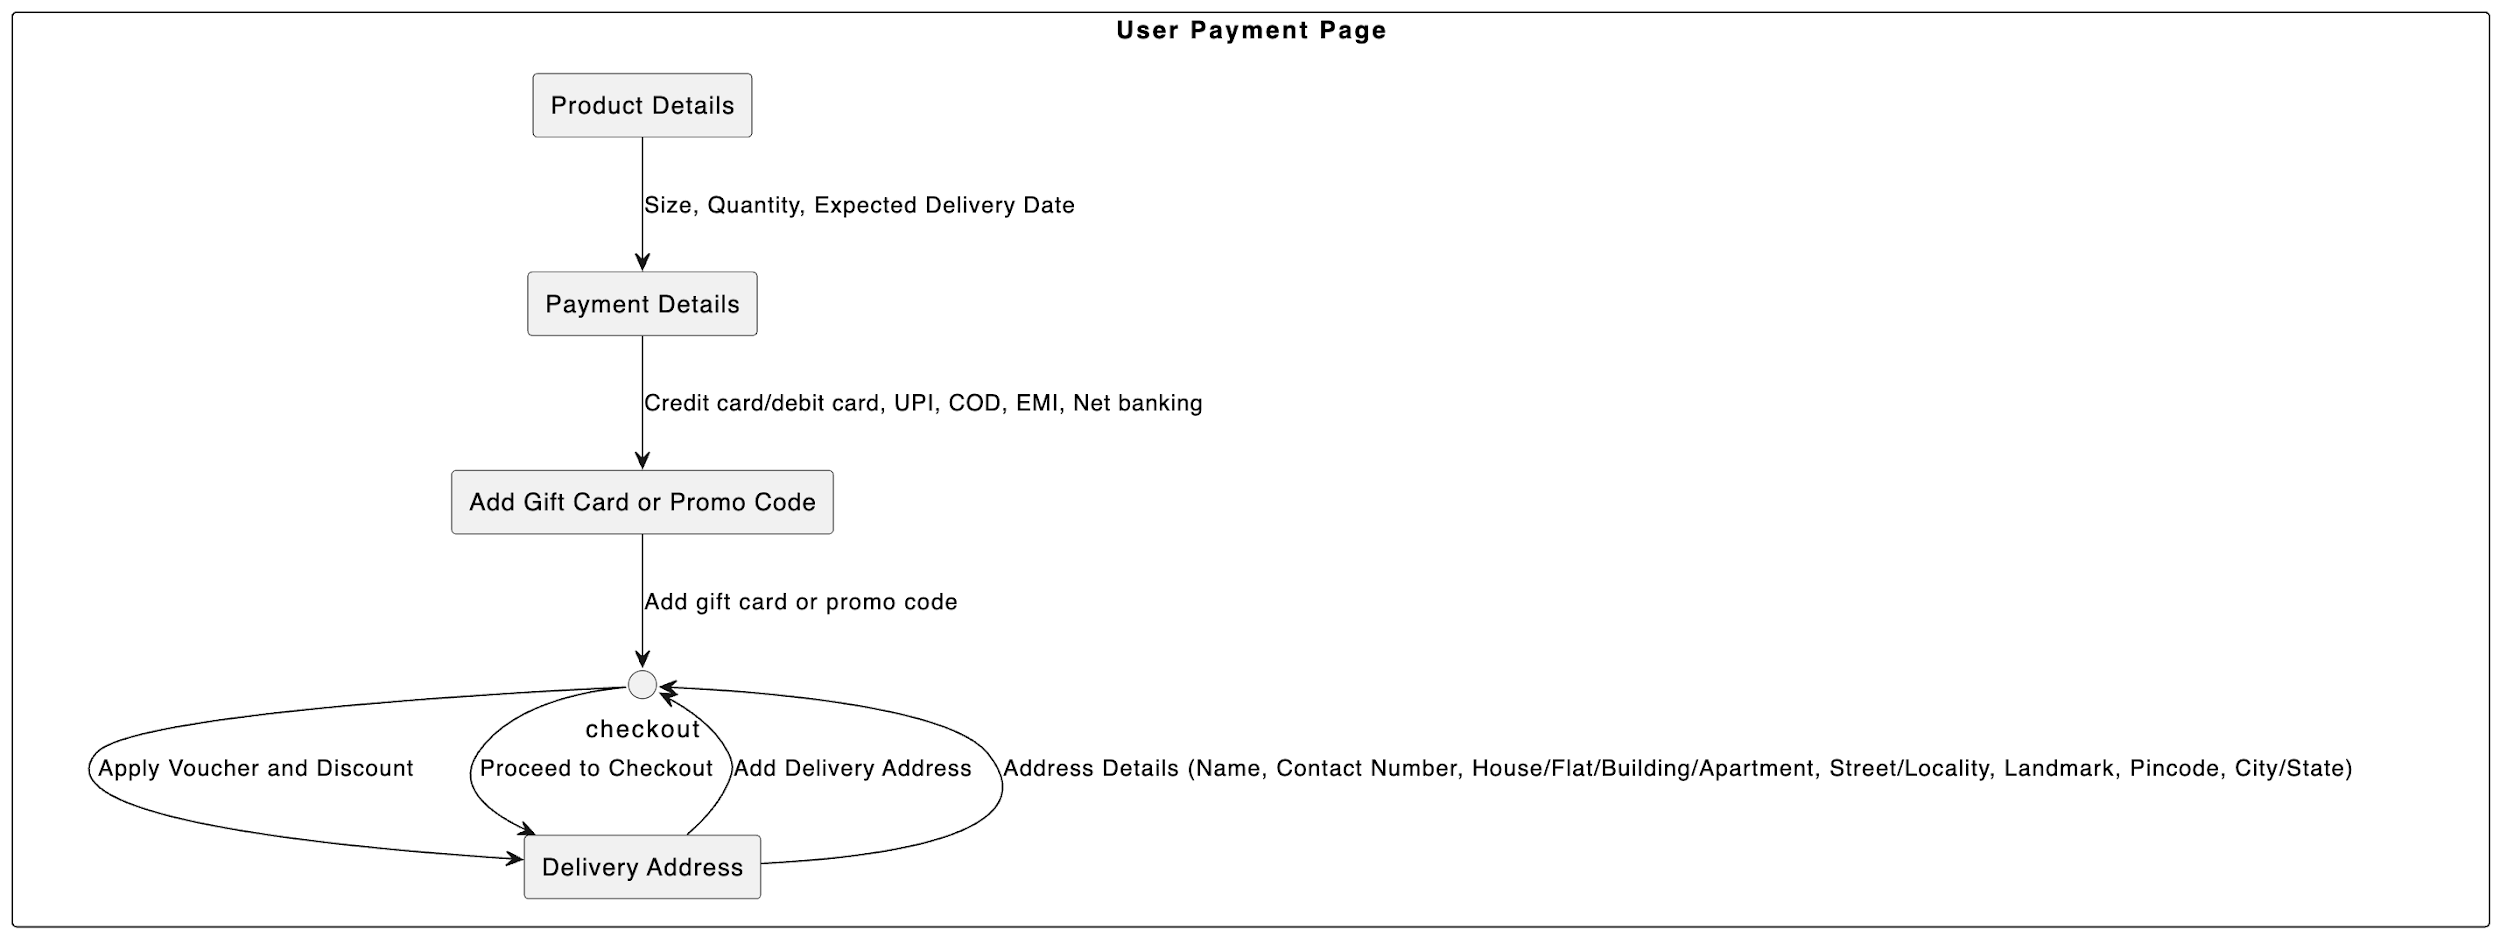 User Payment Page
Product Details
Size, Quantity, Expected Delivery Date
Payment Details
Credit card/debit card, UPI, COD, EMI, Net banking
Add Gift Card or Promo Code
Add gift card or promo code
checkout
Apply Voucher and Discount
Proceed to Checkout
Add Delivery Address
Address Details (Name, Contact Number, House/Flat/Building/Apartment, Street/Locality, Landmark, Pincode, City/State)
Delivery Address